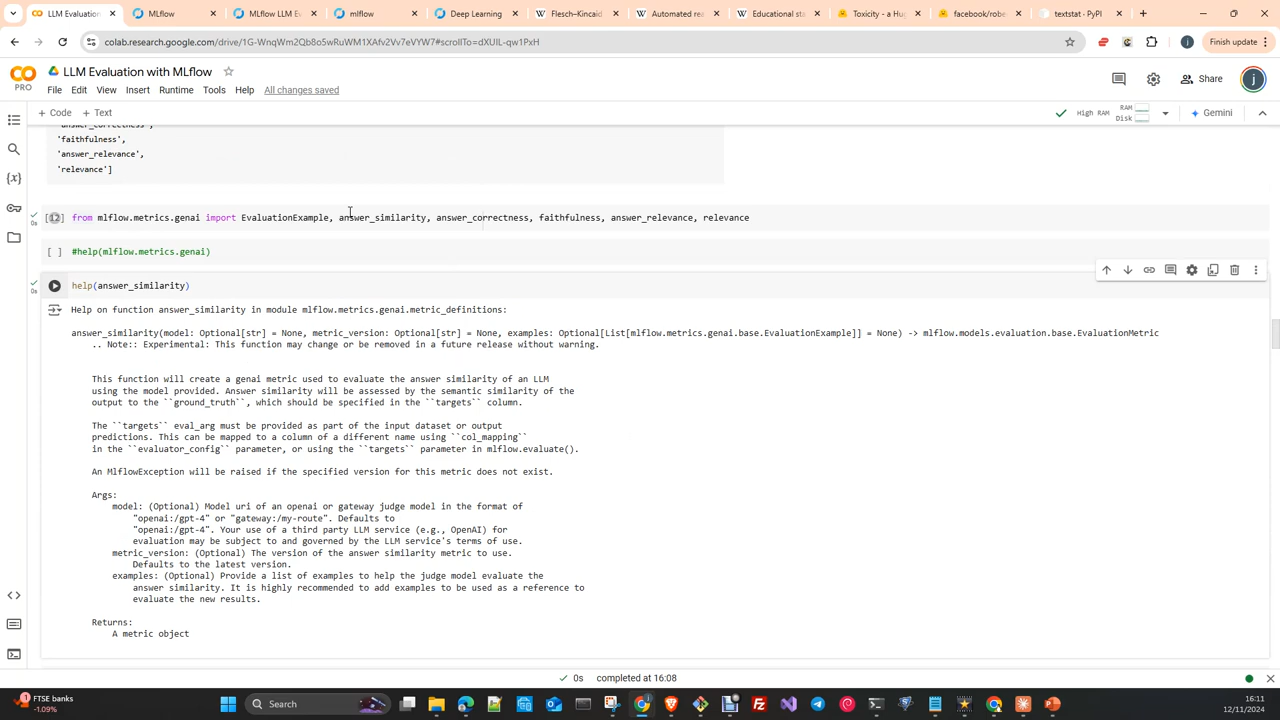 LLM Evaluation
MLflow
MLflow LLM E
mlflow
Deep Learning
Flesch–Kincaid
Automated rea
Educational sta
Toxicity - a Hug
facebook/robe
textstat · PyPI
colab.research.google.com/drive/1G-WnqWm2Qb8o5wRuWM1XAfv2Vv7eVYW7#scrollTo=dXUIL-qw1PxH
Finish update
LLM Evaluation with MLflow
PRO
File Edit View Insert Runtime Tools Help All changes saved
Share
+ Code + Text
High RAM
RAM
Disk
Gemini
'answer_correctness',
'faithfulness',
'answer_relevance',
'relevance']
[12] from mlflow.metrics.genai import EvaluationExample, answer_similarity, answer_correctness, faithfulness, answer_relevance, relevance
0s
[ ] #help(mlflow.metrics.genai)
help(answer_similarity)
0s
Help on function answer_similarity in module mlflow.metrics.genai.metric_definitions:
answer_similarity(model: Optional[str] = None, metric_version: Optional[str] = None, examples: Optional[List[mlflow.metrics.genai.base.EvaluationExample]] = None) -> mlflow.models.evaluation.base.EvaluationMetric
.. Note:: Experimental: This function may change or be removed in a future release without warning.
This function will create a genai metric used to evaluate the answer similarity of an LLM
using the model provided. Answer similarity will be assessed by the semantic similarity of the
output to the ``ground_truth``, which should be specified in the ``targets`` column.
The ``targets`` eval_arg must be provided as part of the input dataset or output
predictions. This can be mapped to a column of a different name using ``col_mapping``
in the ``evaluator_config`` parameter, or using the ``targets`` parameter in mlflow.evaluate().
An MlflowException will be raised if the specified version for this metric does not exist.
Args:
model: (Optional) Model uri of an openai or gateway judge model in the format of
"openai:/gpt-4" or "gateway:/my-route". Defaults to
"openai:/gpt-4". Your use of a third party LLM service (e.g., OpenAI) for
evaluation may be subject to and governed by the LLM service's terms of use.
metric_version: (Optional) The version of the answer similarity metric to use.
Defaults to the latest version.
examples: (Optional) Provide a list of examples to help the judge model evaluate the
answer similarity. It is highly recommended to add examples to be used as a reference to
evaluate the new results.
Returns:
A metric object
0s completed at 16:08
FTSE banks
-1.09%
Search
16:11
12/11/2024